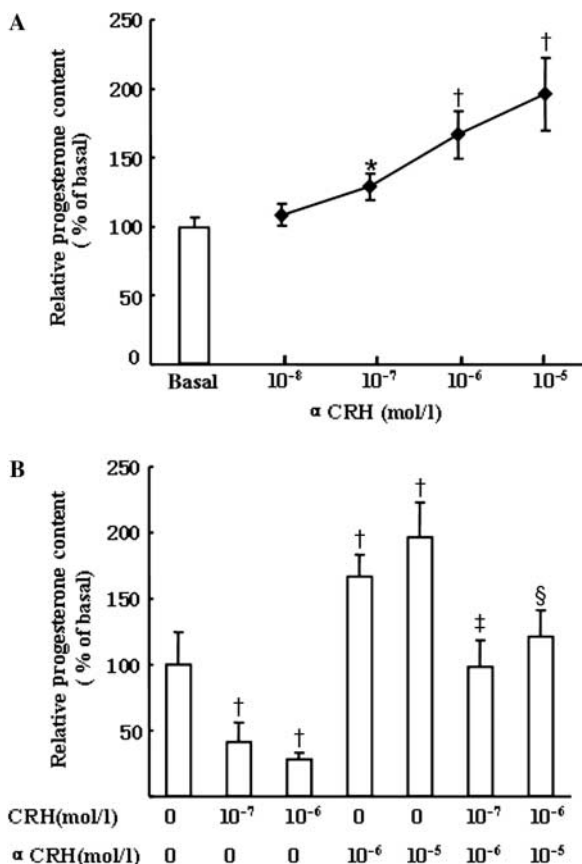 A
Relative progesterone content
( % of basal)
250
200
150
100
50
0
*
†
†
Basal
10⁻⁸
10⁻⁷
10⁻⁶
10⁻⁵
α CRH (mol/l)
B
Relative progesterone content
( % of basal)
250
200
150
100
50
†
†
†
†
‡
§
CRH(mol/l) 0 10⁻⁷ 10⁻⁶ 0 0 10⁻⁷ 10⁻⁶
α CRH(mol/l) 0 0 0 10⁻⁶ 10⁻⁵ 10⁻⁶ 10⁻⁵